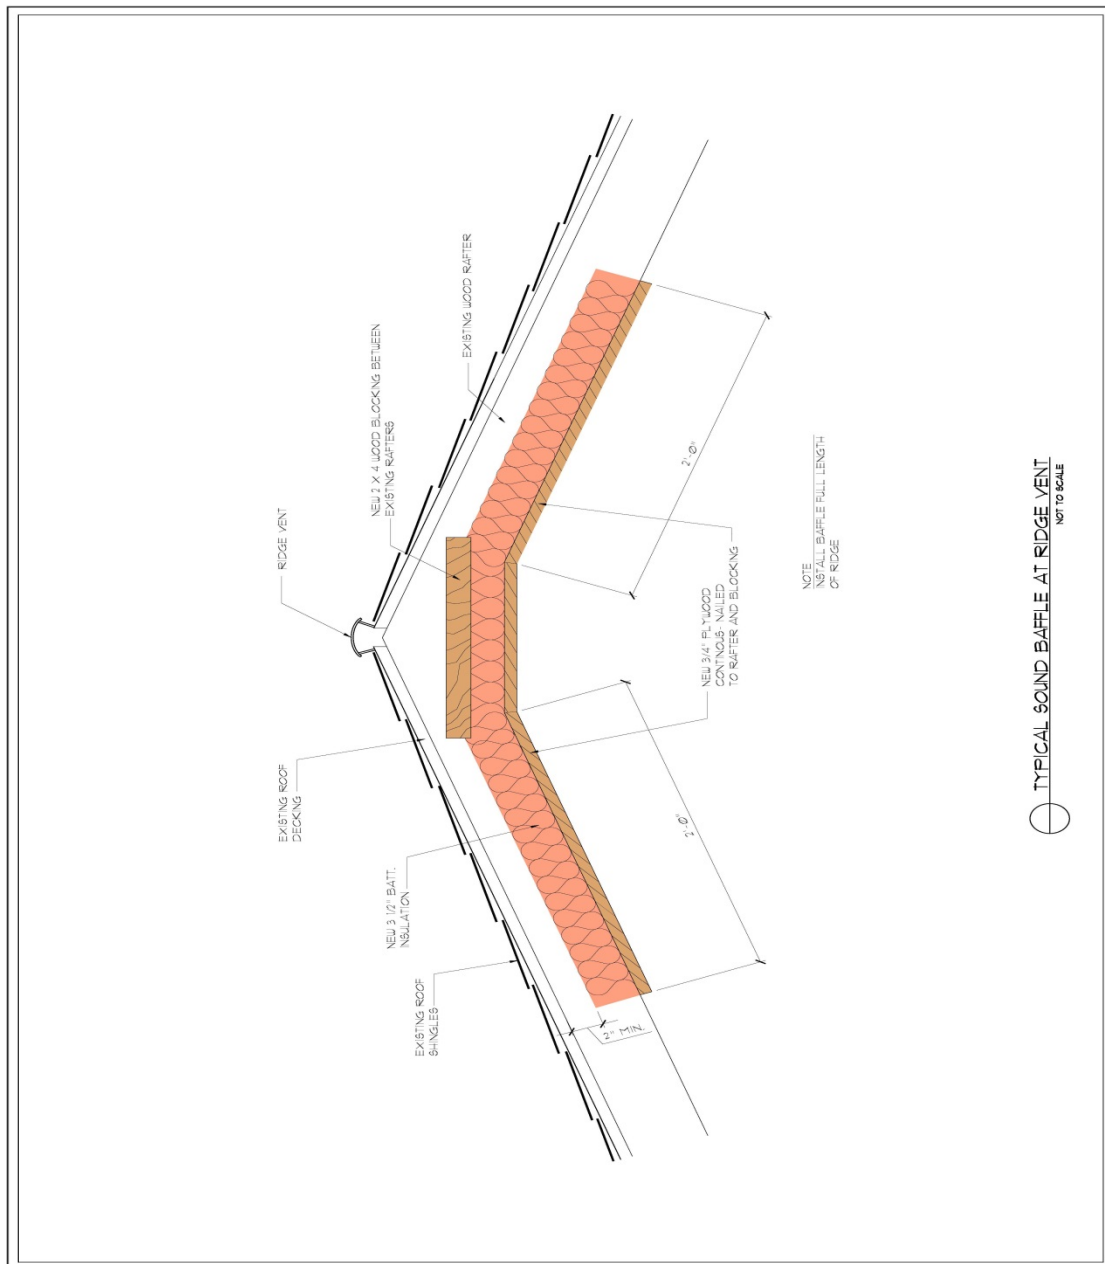 RIDGE VENT
NEW 2 X 4 WOOD BLOCKING BETWEEN
EXISTING RAFTERS
EXISTING WOOD RAFTER
EXISTING ROOF
DECKING
NEW 3 1/2" BATT.
INSULATION
EXISTING ROOF
SHINGLES
2" MIN.
2'-0"
2'-0"
NEW 3/4" PLYWOOD
CONTINOUS- NAILED
TO RAFTER AND BLOCKING
NOTE
INSTALL BAFFLE FULL LENGTH
OF RIDGE
TYPICAL SOUND BAFFLE AT RIDGE VENT
NOT TO SCALE